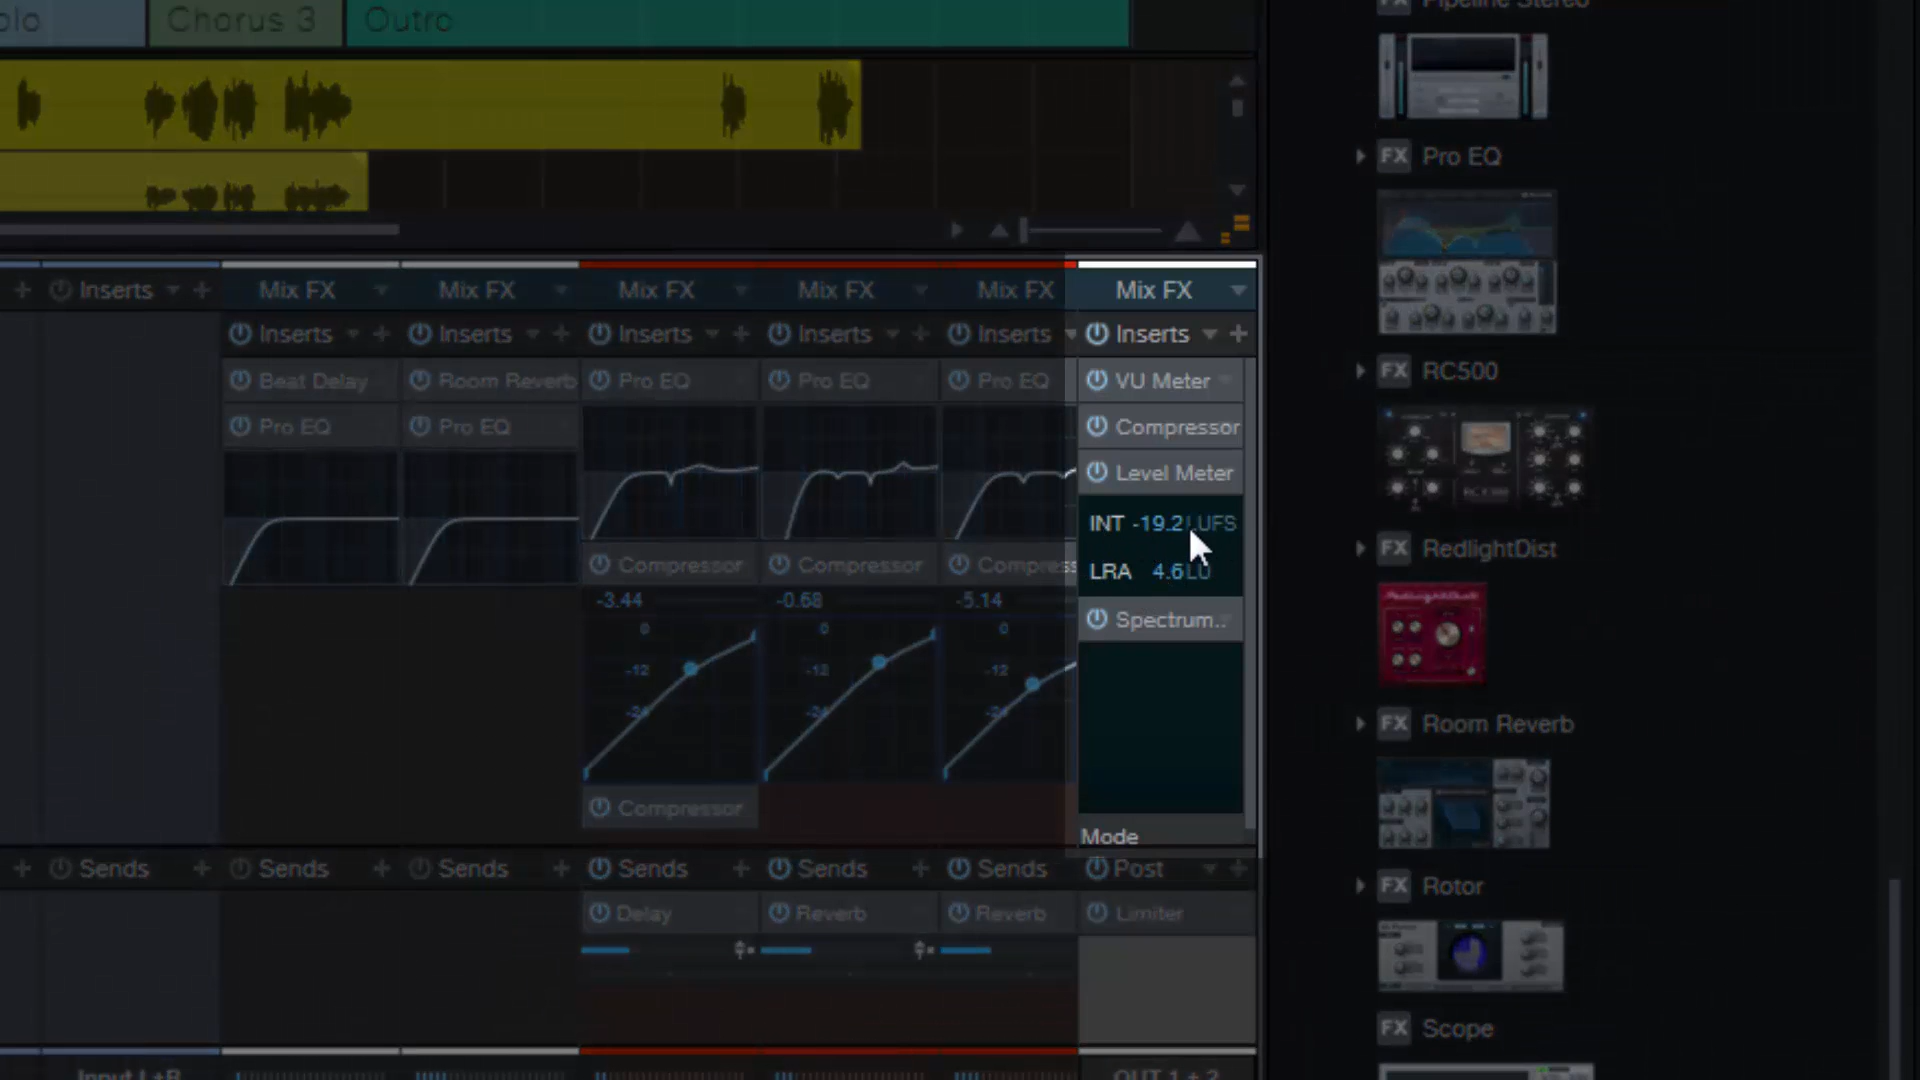 olo
Chorus 3
Outro
Pipeline Stereo
FX Pro EQ
FX RC500
FX RedlightDist
FX Room Reverb
FX Rotor
FX Scope
Inserts
Mix FX
Mix FX
Mix FX
Mix FX
Mix FX
Mix FX
Inserts
Inserts
Inserts
Inserts
Inserts
Inserts
Beat Delay
Room Reverb
Pro EQ
Pro EQ
Pro EQ
VU Meter
Pro EQ
Pro EQ
Compressor
Level Meter
INT -19.2 LUFS
LRA 4.6 LU
Compressor
Compressor
Compress
-3.44
-0.68
-5.14
0
-12
-24
0
-12
-24
0
-12
-24
Spectrum..
Compressor
Mode
Sends
Sends
Sends
Sends
Sends
Sends
Post
Delay
Reverb
Reverb
Limiter
Input L+R
OUT 1 + 2